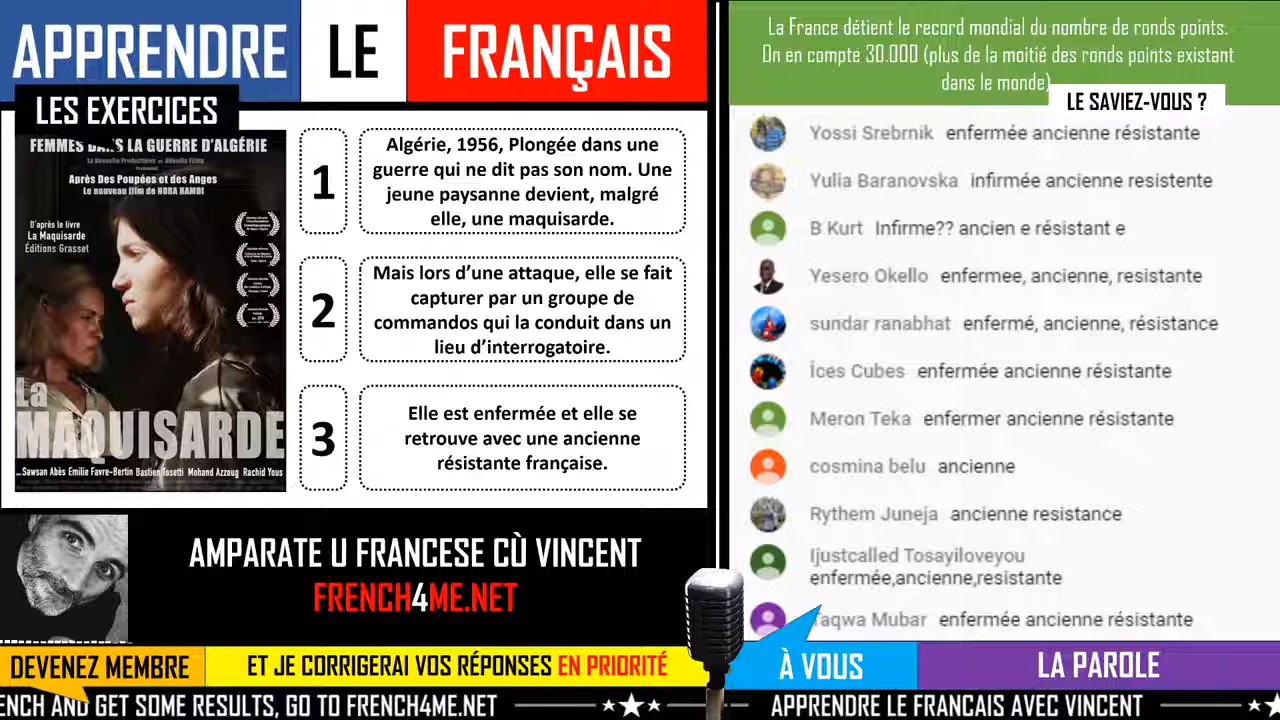 APPRENDRE LE FRANÇAIS
LES EXERCICES
FEMMES DANS LA GUERRE D'ALGÉRIE
La Nouvelle Productions et Dévalis Films
Après Des Poupées et des Anges
Le nouveau film de NORA HAMDI
D'après le livre
La Maquisarde
Éditions Grasset
La
MAQUISARDE
Sawsan Abès Emilie Favre-Bertin Bastien Tosetti Mohand Azzoug Rachid Yous
1
Algérie, 1956, Plongée dans une
guerre qui ne dit pas son nom. Une
jeune paysanne devient, malgré
elle, une maquisarde.
2
Mais lors d'une attaque, elle se fait
capturer par un groupe de
commandos qui la conduit dans un
lieu d'interrogatoire.
3
Elle est enfermée et elle se
retrouve avec une ancienne
résistante française.
AMPARATE U FRANCESE CÙ VINCENT
FRENCH4ME.NET
DEVENEZ MEMBRE
ET JE CORRIGERAI VOS RÉPONSES EN PRIORITÉ
La France détient le record mondial du nombre de ronds points.
On en compte 30.000 (plus de la moitié des ronds points existant
dans le monde)
LE SAVIEZ-VOUS ?
Yossi Srebrnik enfermée ancienne résistante
Yulia Baranovska infirmée ancienne resistente
B Kurt Infirme?? ancien e résistant e
Yesero Okello enfermee, ancienne, resistante
sundar ranabhat enfermé, ancienne, résistance
İces Cubes enfermée ancienne résistante
Meron Teka enfermer ancienne résistante
cosmina belu ancienne
Rythem Juneja ancienne resistance
Ijustcalled Tosayiloveyou
enfermée,ancienne,resistante
Taqwa Mubar enfermée ancienne résistante
À VOUS
LA PAROLE
ENCH AND GET SOME RESULTS, GO TO FRENCH4ME.NET
APPRENDRE LE FRANCAIS AVEC VINCENT